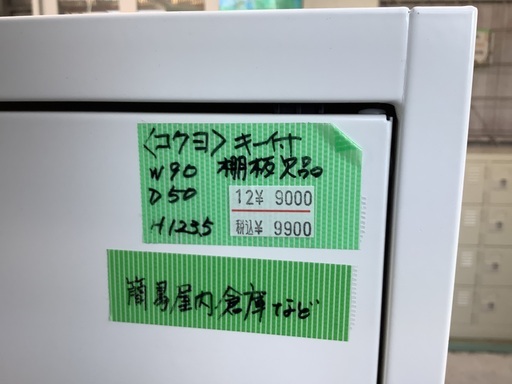 〈コクヨ〉キー付
W90 棚板欠品
D50
12¥ 9000
H1235
税込¥ 9900
簡易屋内倉庫など